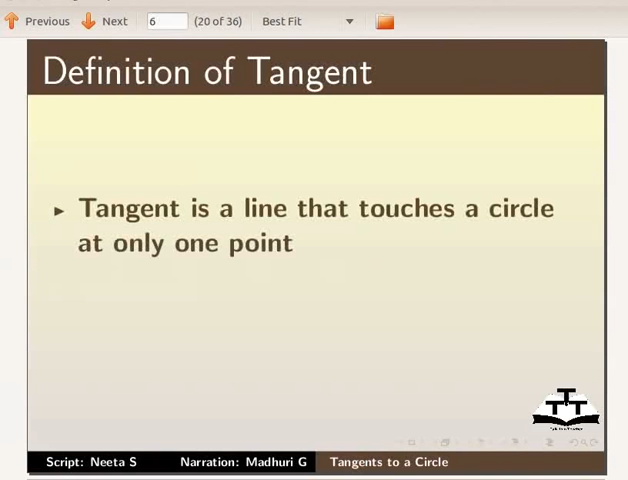 Previous Next 6 (20 of 36) Best Fit
Definition of Tangent
Tangent is a line that touches a circle
at only one point
Script: Neeta S Narration: Madhuri G Tangents to a Circle